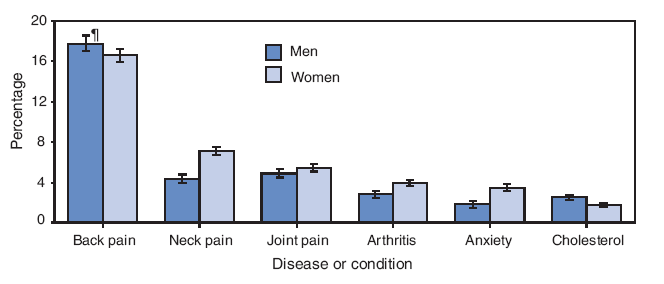 20
16
12
8
4
0
Percentage
¶
Men
Women
Back pain
Neck pain
Joint pain
Arthritis
Anxiety
Cholesterol
Disease or condition